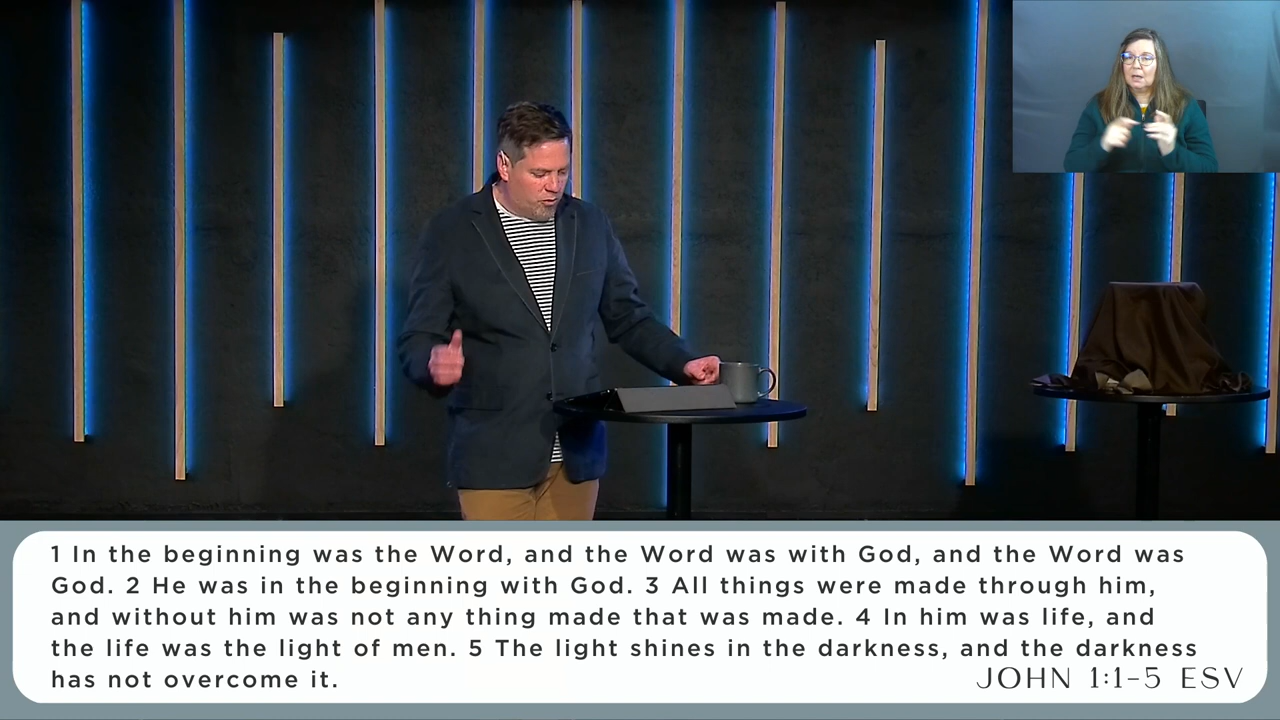 1 In the beginning was the Word, and the Word was with God, and the Word was
God. 2 He was in the beginning with God. 3 All things were made through him,
and without him was not any thing made that was made. 4 In him was life, and
the life was the light of men. 5 The light shines in the darkness, and the darkness
has not overcome it.
JOHN 1:1-5 ESV